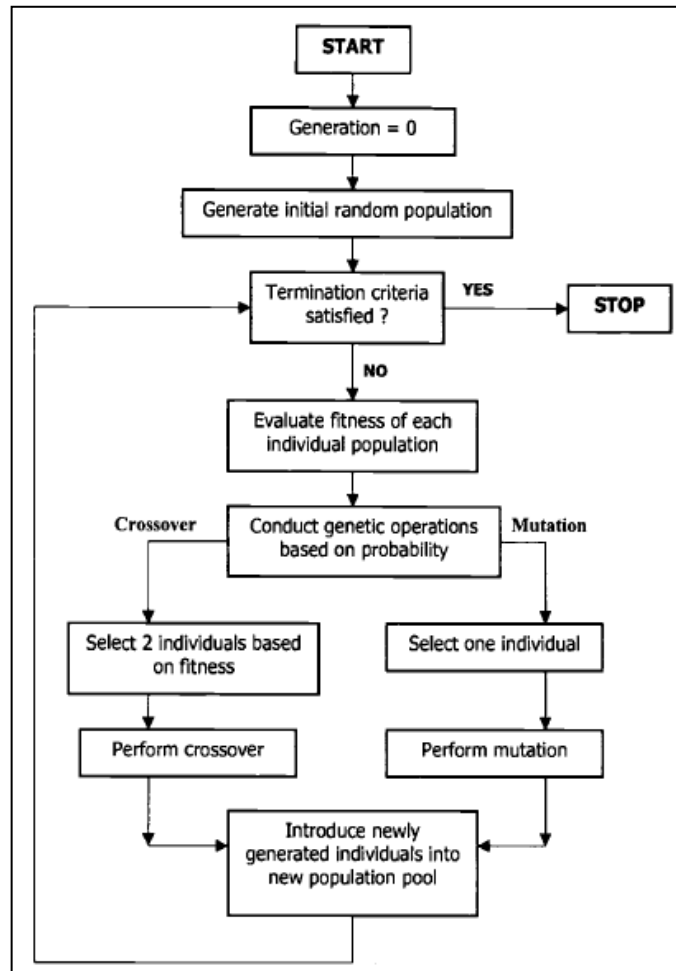 START
Generation = 0
Generate initial random population
Termination criteria
satisfied ?
YES
STOP
NO
Evaluate fitness of each
individual population
Crossover
Conduct genetic operations
based on probability
Mutation
Select 2 individuals based
on fitness
Select one individual
Perform crossover
Perform mutation
Introduce newly
generated individuals into
new population pool